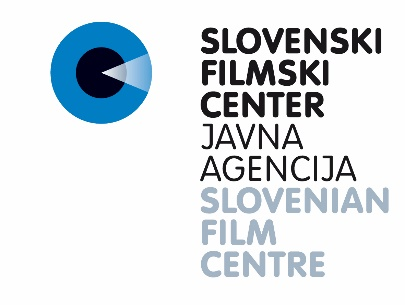 SLOVENSKI
FILMSKI
CENTER
JAVNA
AGENCIJA
SLOVENIAN
FILM
CENTRE